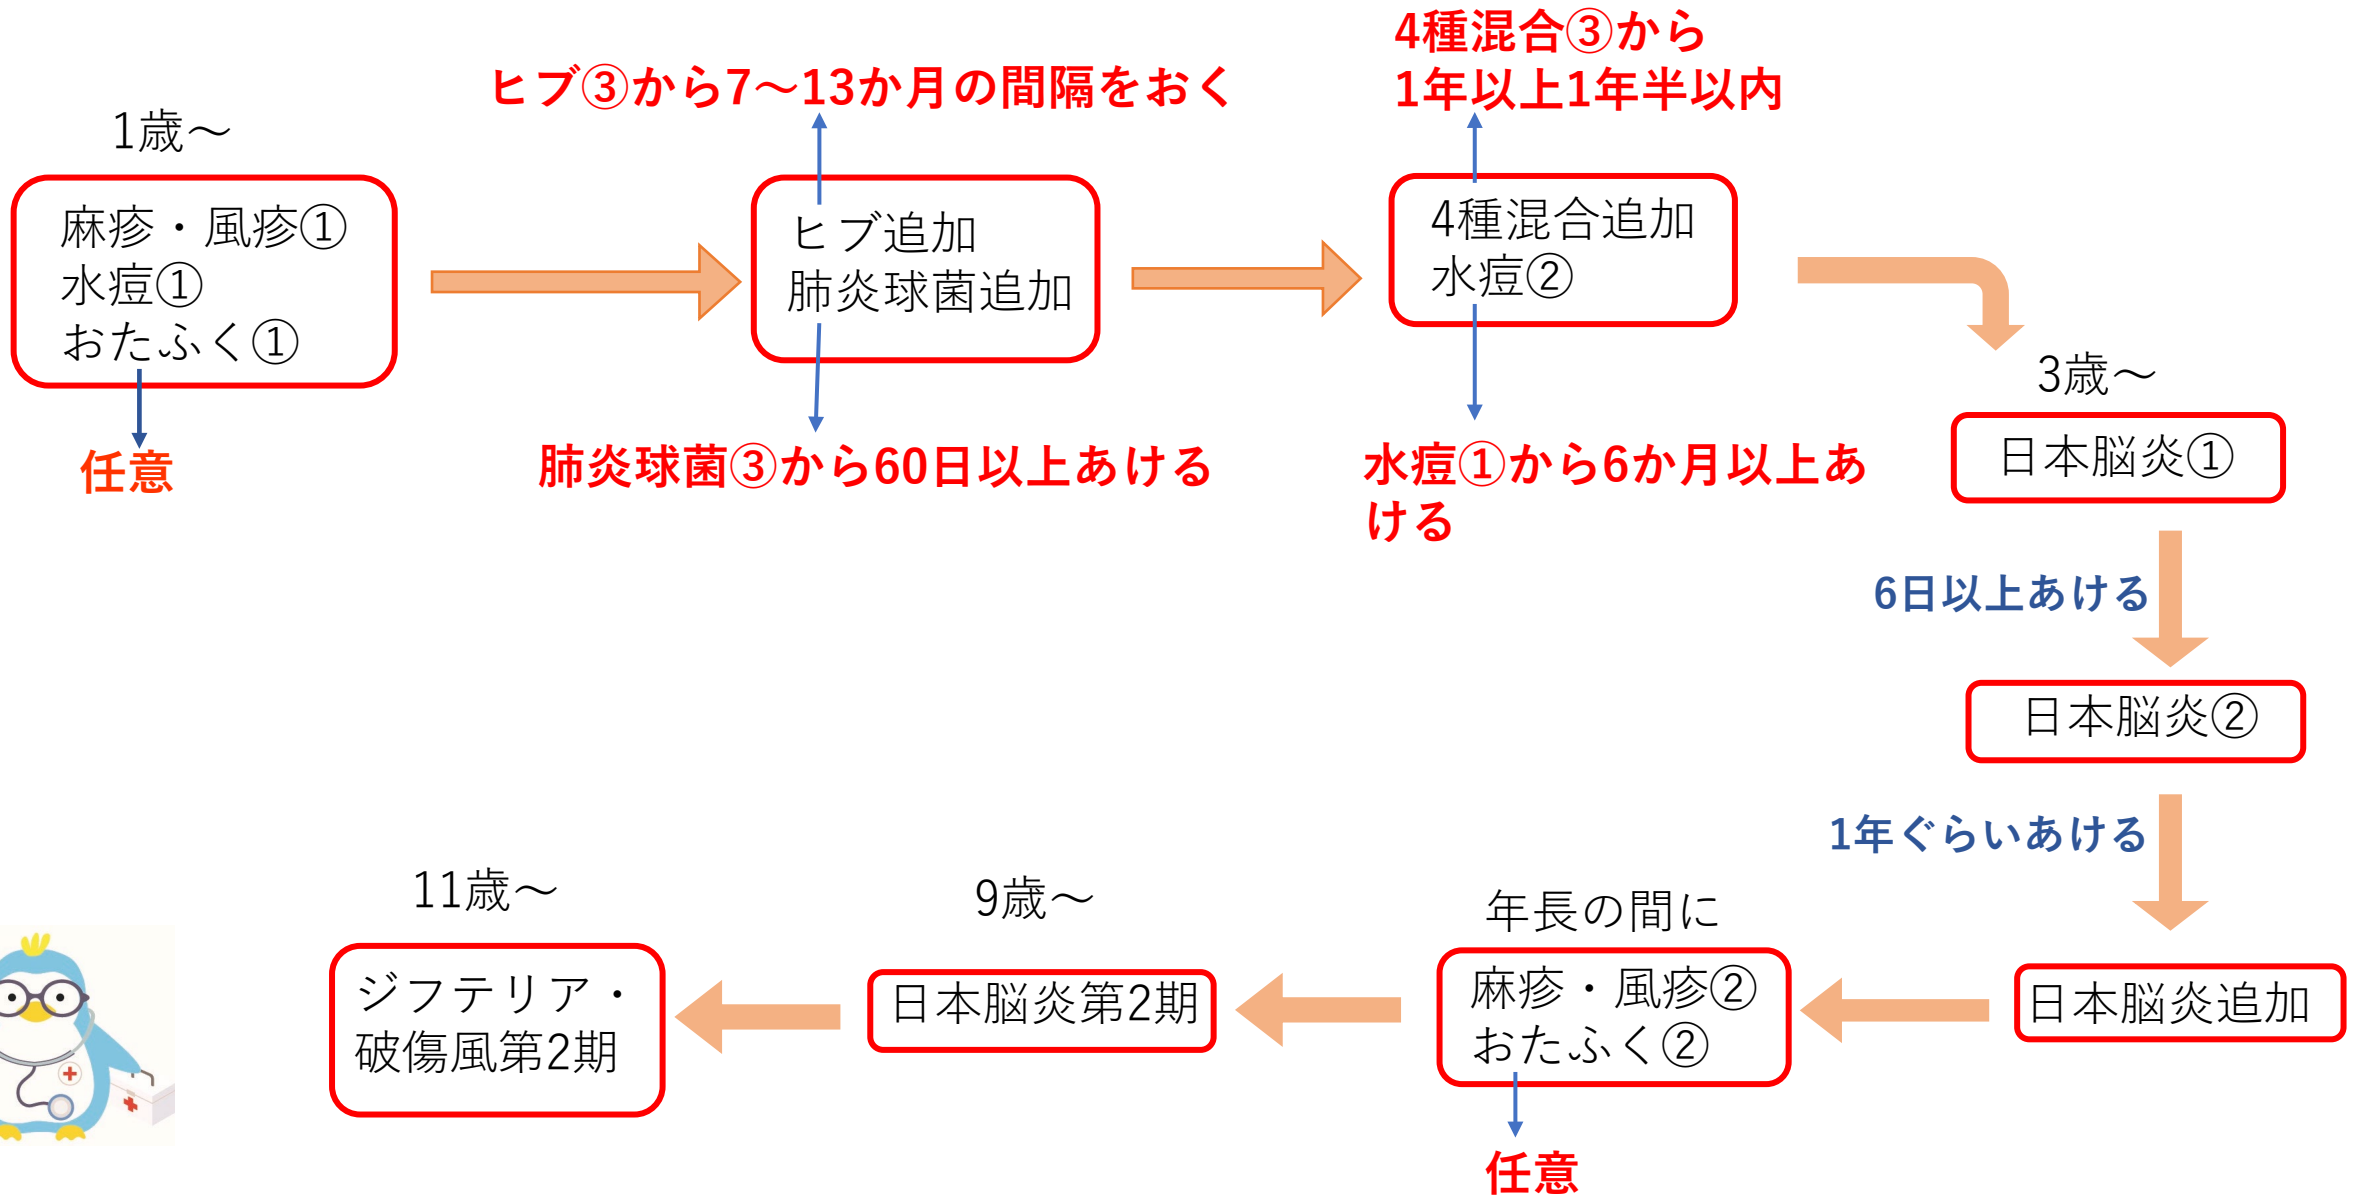 1歳～
麻疹・風疹①
水痘①
おたふく①
任意
ヒブ③から7～13か月の間隔をおく
ヒブ追加
肺炎球菌追加
肺炎球菌③から60日以上あける
4種混合③から
1年以上1年半以内
4種混合追加
水痘②
水痘①から6か月以上あ
ける
3歳～
日本脳炎①
6日以上あける
日本脳炎②
1年ぐらいあける
日本脳炎追加
年長の間に
麻疹・風疹②
おたふく②
任意
9歳～
日本脳炎第2期
11歳～
ジフテリア・
破傷風第2期